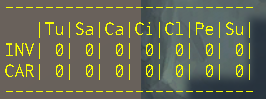 --------------------------
   |Tu|Sa|Ca|Ci|Cl|Pe|Su|
INV| 0| 0| 0| 0| 0| 0| 0|
CAR| 0| 0| 0| 0| 0| 0| 0|
--------------------------